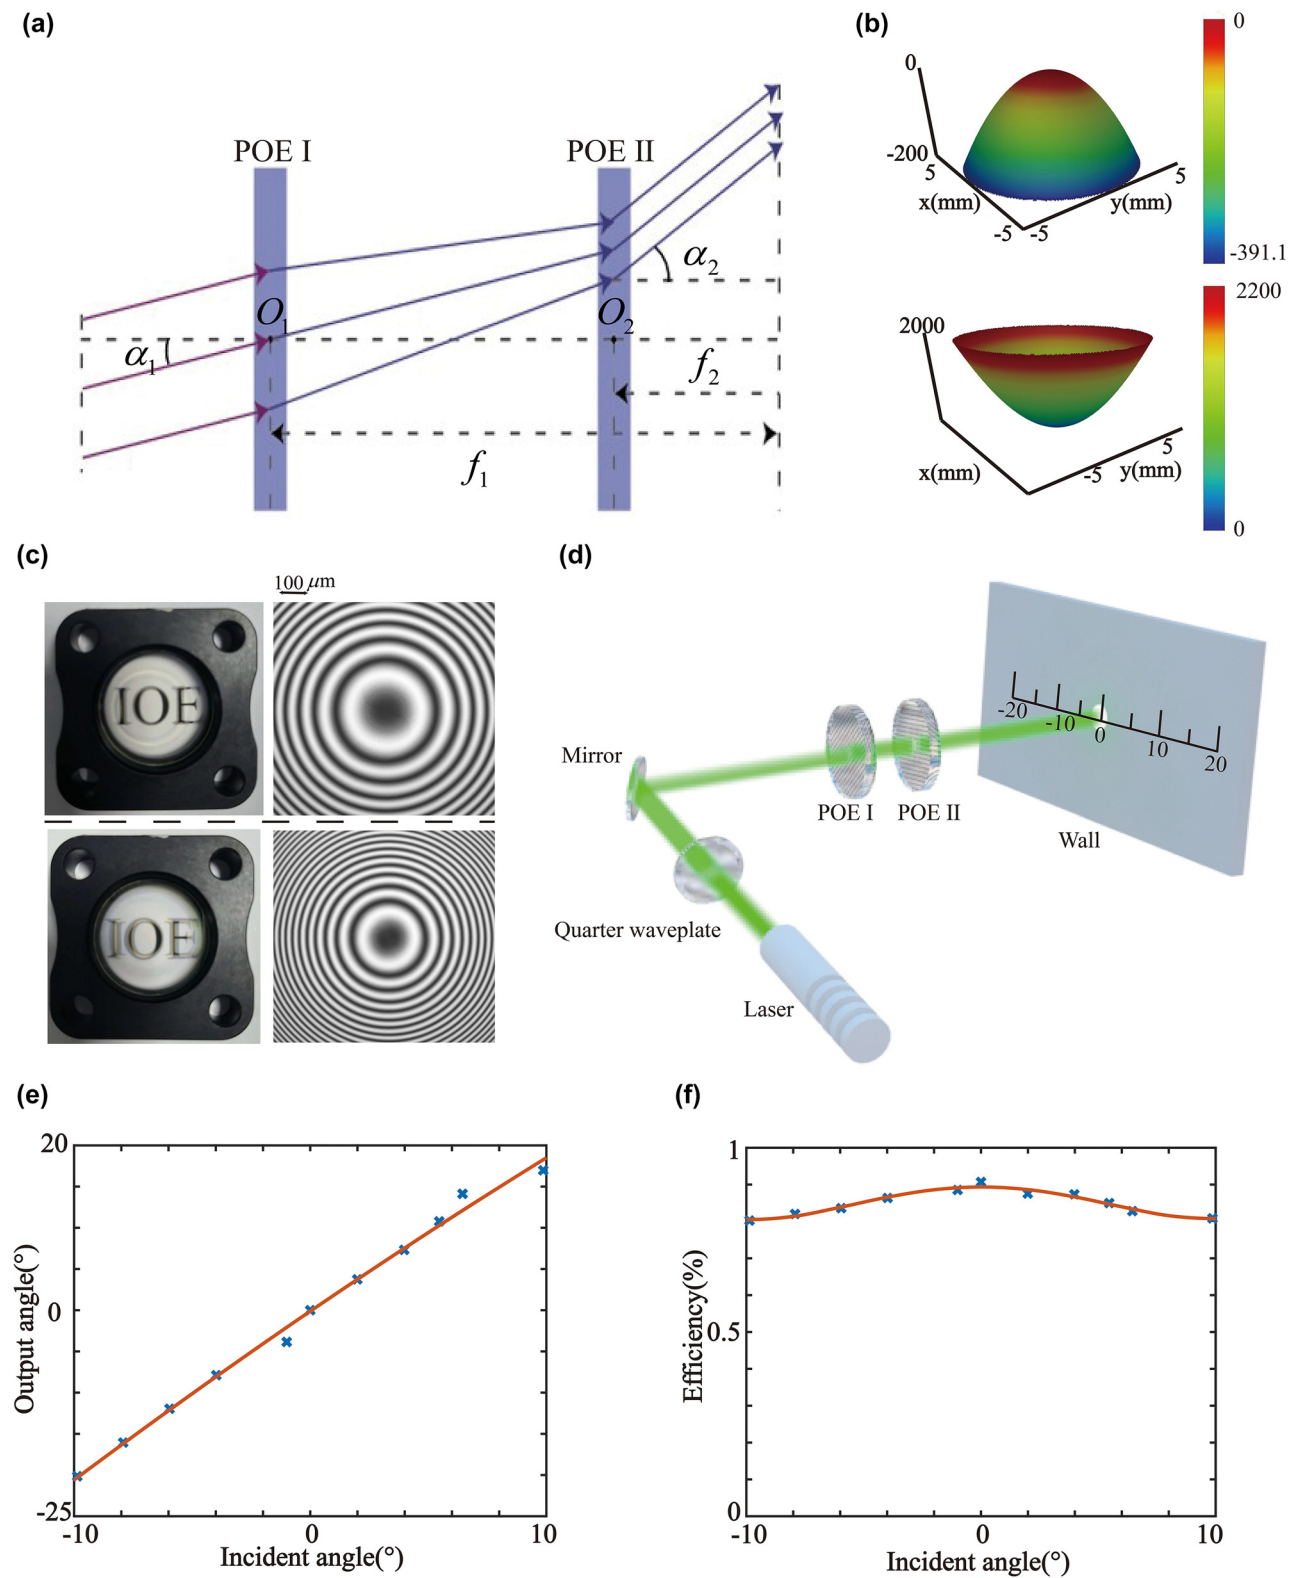 (a)
POE I
POE II
α₂
O₁
O₂
α₁
f₂
f₁
(b)
0
0
-200
5
5
x(mm)
y(mm)
-5
-5
-391.1
2200
2000
5
x(mm)
-5
y(mm)
0
(c)
100 μm
IOE
IOE
(d)
-20
-10
0
10
20
Mirror
POE I
POE II
Wall
Quarter waveplate
Laser
(e)
20
Output angle(°)
0
-25
-10
0
10
Incident angle(°)
(f)
1
Efficiency(%)
0.5
0
-10
0
10
Incident angle(°)